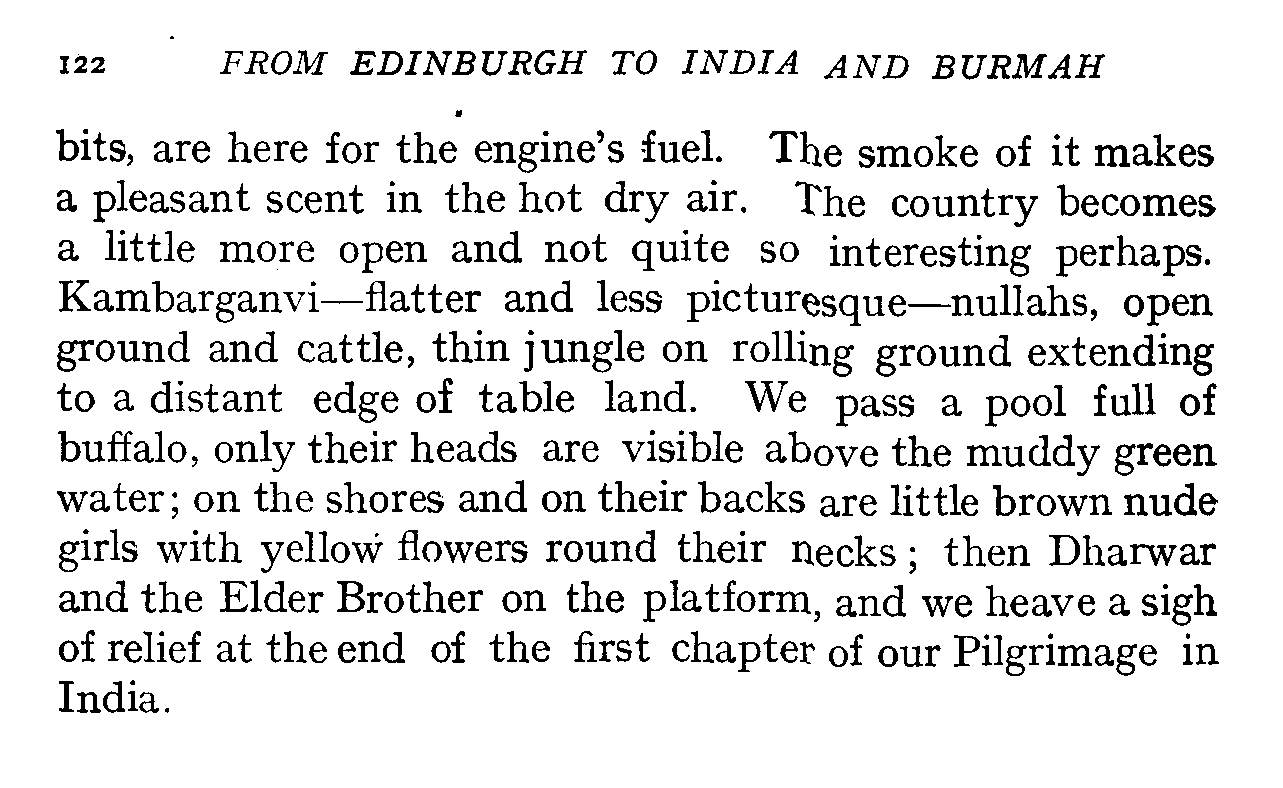 122 FROM EDINBURGH TO INDIA AND BURMAH
bits, are here for the engine's fuel. The smoke of it makes
a pleasant scent in the hot dry air. The country becomes
a little more open and not quite so interesting perhaps.
Kambarganvi—flatter and less picturesque—nullahs, open
ground and cattle, thin jungle on rolling ground extending
to a distant edge of table land. We pass a pool full of
buffalo, only their heads are visible above the muddy green
water; on the shores and on their backs are little brown nude
girls with yellow flowers round their necks; then Dharwar
and the Elder Brother on the platform, and we heave a sigh
of relief at the end of the first chapter of our Pilgrimage in
India.